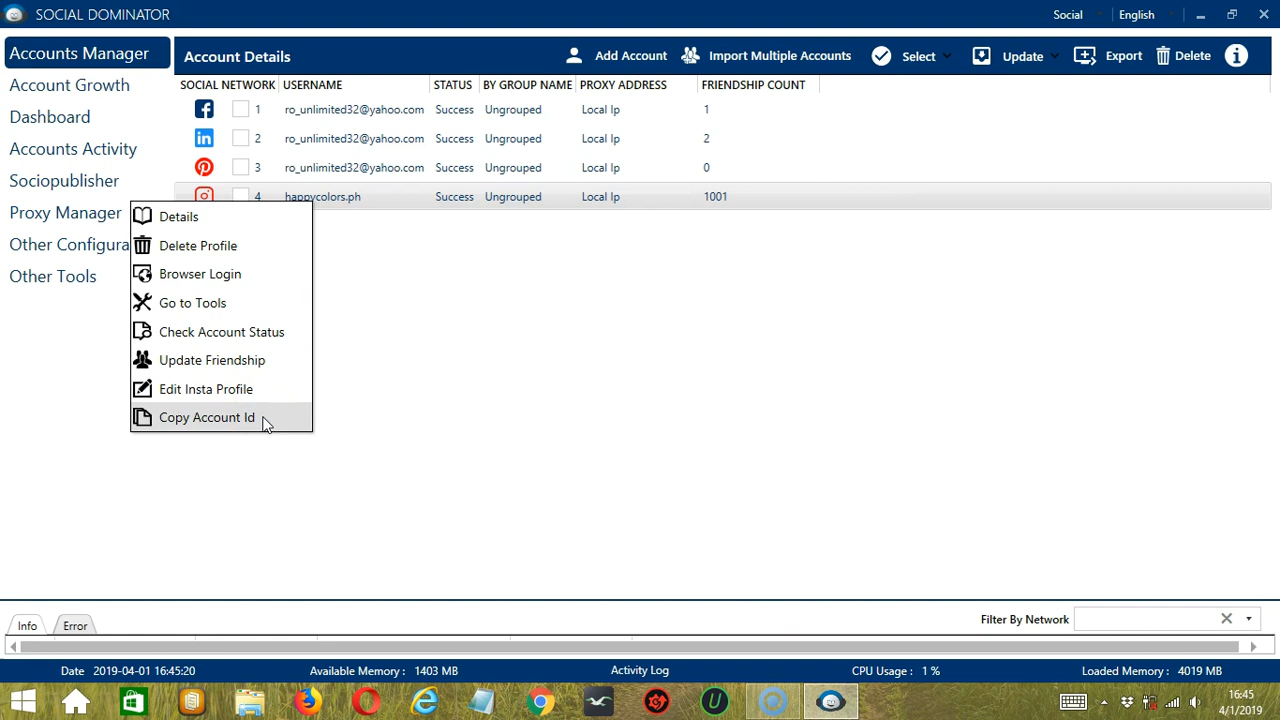 SOCIAL DOMINATOR
Social
English
Accounts Manager
Account Growth
Dashboard
Accounts Activity
Sociopublisher
Proxy Manager
Other Configura
Other Tools
Account Details
Add Account
Import Multiple Accounts
Select
Update
Export
Delete
SOCIAL NETWORK USERNAME STATUS BY GROUP NAME PROXY ADDRESS FRIENDSHIP COUNT
1 ro_unlimited32@yahoo.com Success Ungrouped Local Ip 1
2 ro_unlimited32@yahoo.com Success Ungrouped Local Ip 2
3 ro_unlimited32@yahoo.com Success Ungrouped Local Ip 0
4 happycolors.ph Success Ungrouped Local Ip 1001
Details
Delete Profile
Browser Login
Go to Tools
Check Account Status
Update Friendship
Edit Insta Profile
Copy Account Id
Info
Error
Filter By Network
Date 2019-04-01 16:45:20
Available Memory : 1403 MB
Activity Log
CPU Usage : 1 %
Loaded Memory : 4019 MB
16:45
4/1/2019